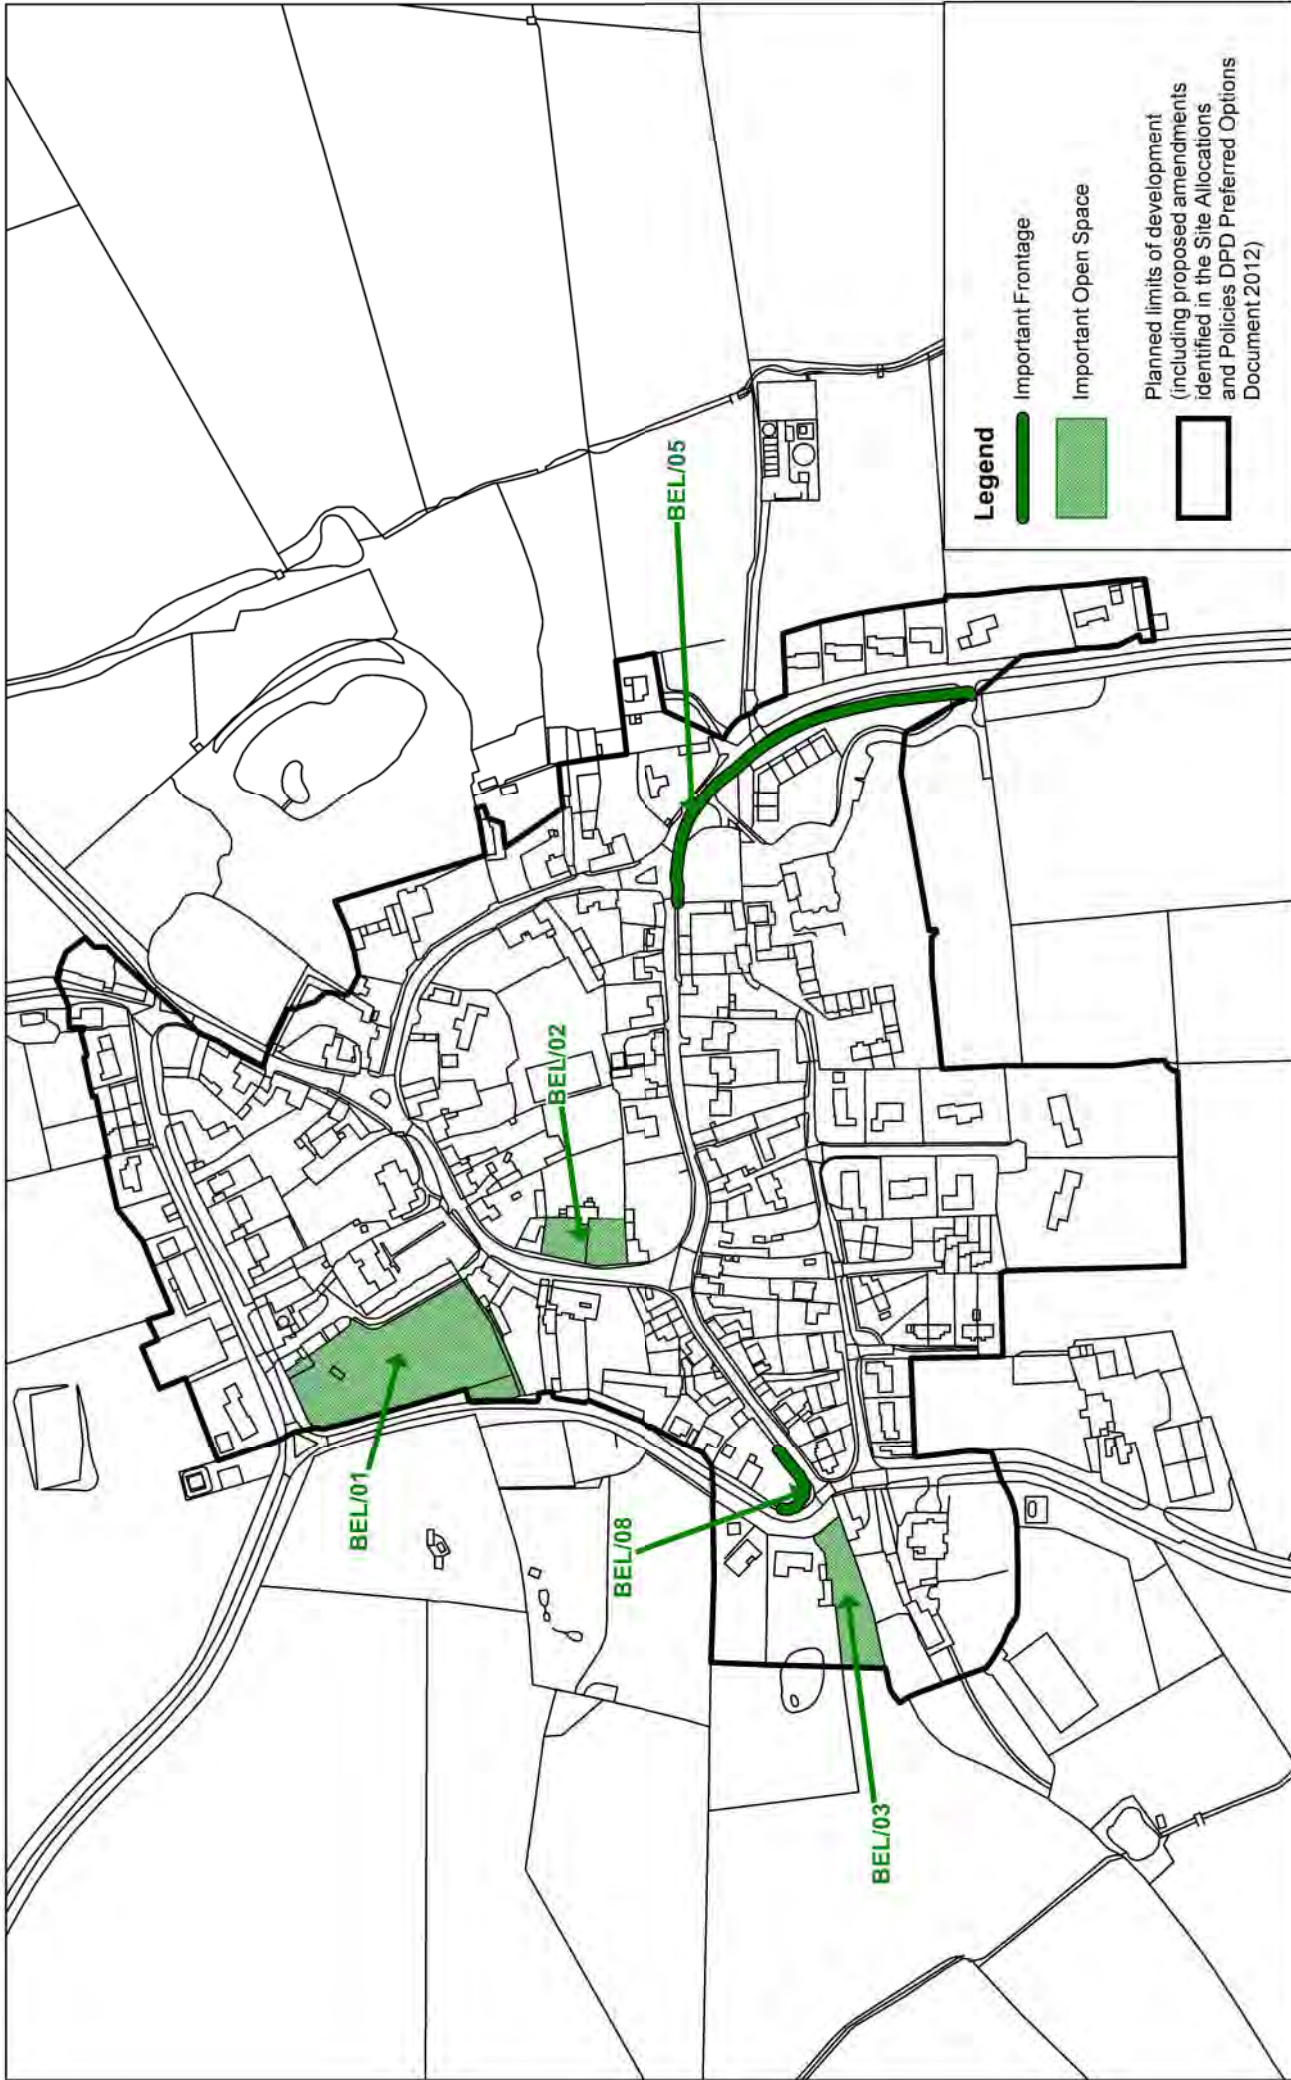 BEL/01
BEL/02
BEL/05
BEL/08
BEL/03
Legend
Important Frontage
Important Open Space
Planned limits of development
(including proposed amendments
identified in the Site Allocations
and Policies DPD Preferred Options
Document 2012)